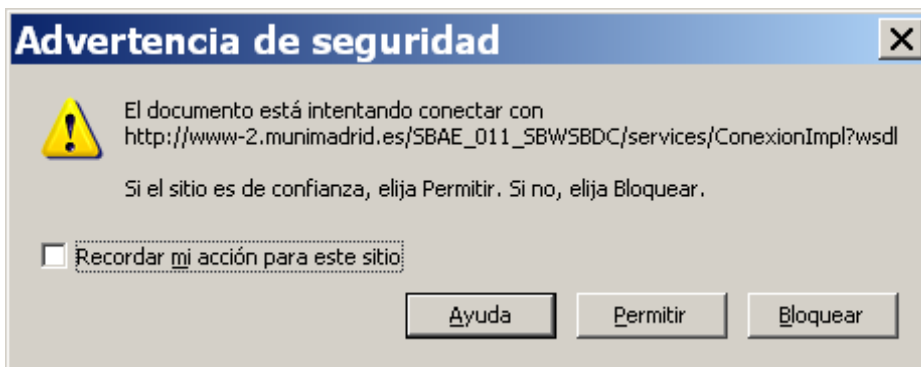 Advertencia de seguridad
El documento está intentando conectar con
http://www-2.munimadrid.es/SBAE_011_SBWSBDC/services/ConexionImpl?wsdl
Si el sitio es de confianza, elija Permitir. Si no, elija Bloquear.
Recordar mi acción para este sitio
Ayuda Permitir Bloquear